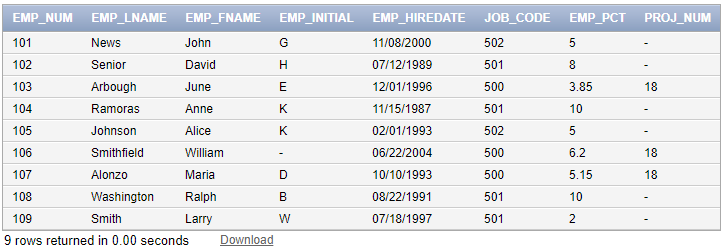 EMP_NUM EMP_LNAME EMP_FNAME EMP_INITIAL EMP_HIREDATE JOB_CODE EMP_PCT PROJ_NUM
101 News John G 11/08/2000 502 5 -
102 Senior David H 07/12/1989 501 8 -
103 Arbough June E 12/01/1996 500 3.85 18
104 Ramoras Anne K 11/15/1987 501 10 -
105 Johnson Alice K 02/01/1993 502 5 -
106 Smithfield William - 06/22/2004 500 6.2 18
107 Alonzo Maria D 10/10/1993 500 5.15 18
108 Washington Ralph B 08/22/1991 501 10 -
109 Smith Larry W 07/18/1997 501 2 -
9 rows returned in 0.00 seconds Download